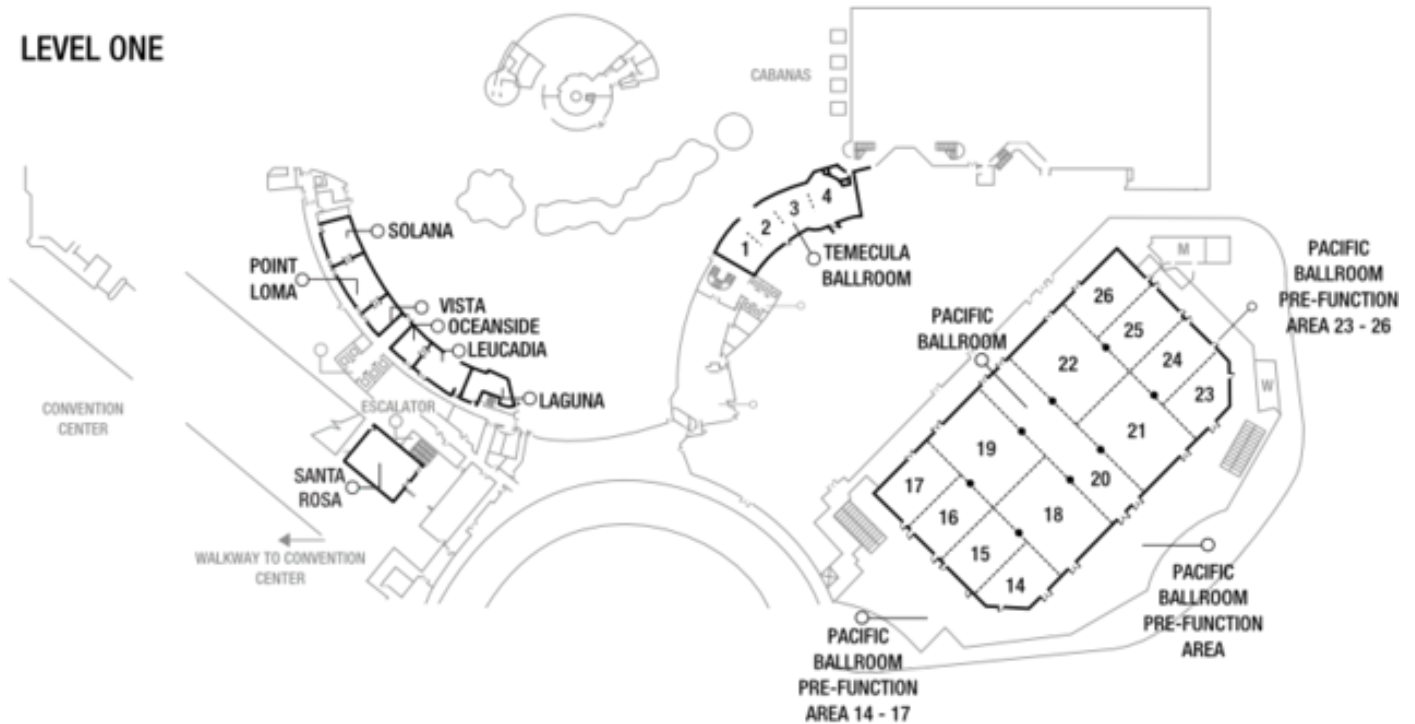 LEVEL ONE
CABANAS
SOLANA
POINT
LOMA
VISTA
OCEANSIDE
LEUCADIA
LAGUNA
ESCALATOR
CONVENTION
CENTER
SANTA
ROSA
WALKWAY TO CONVENTION
CENTER
1
2
3
4
TEMECULA
BALLROOM
M
PACIFIC
BALLROOM
PRE-FUNCTION
AREA 23 - 26
PACIFIC
BALLROOM
26
25
24
23
22
21
20
19
18
17
16
15
14
W
PACIFIC
BALLROOM
PRE-FUNCTION
AREA
PACIFIC
BALLROOM
PRE-FUNCTION
AREA 14 - 17